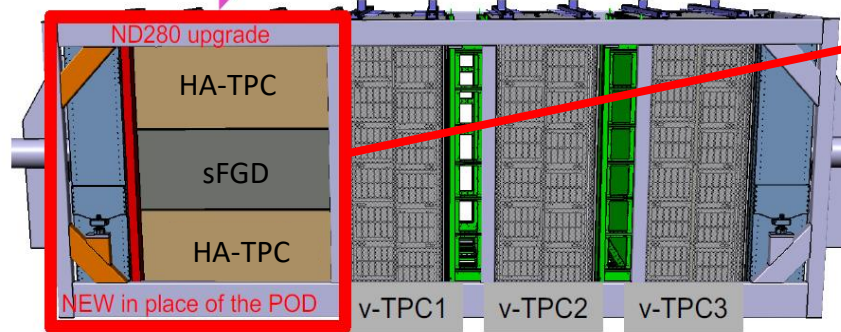 ND280 upgrade
HA-TPC
sFGD
HA-TPC
NEW in place of the POD
v-TPC1
v-TPC2
v-TPC3